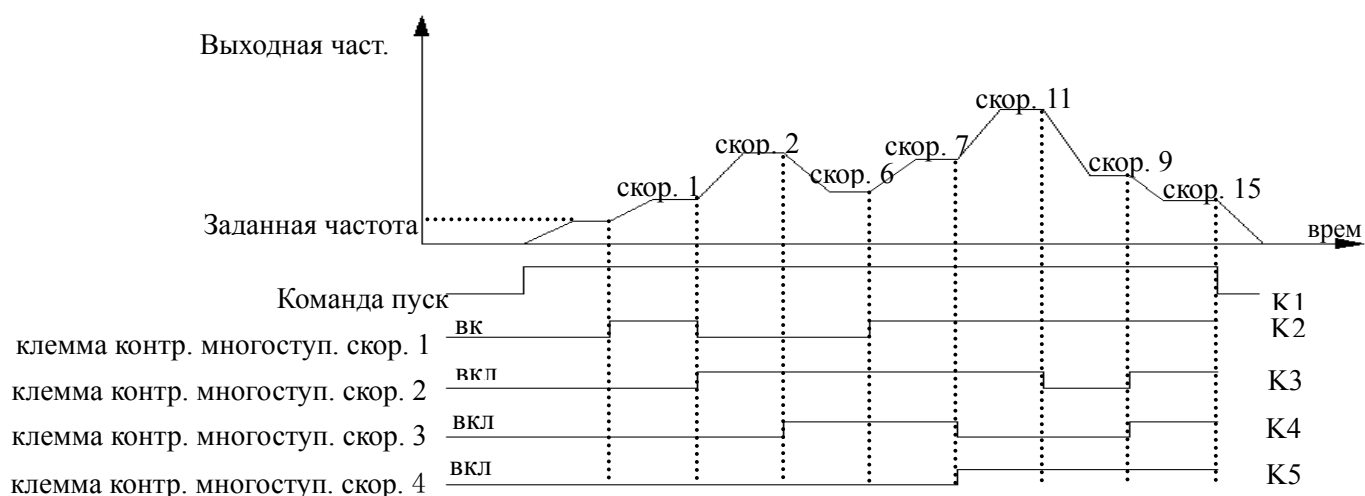 Выходная част.
скор. 11
скор. 2
скор. 7
скор. 9
скор. 6
скор. 1
скор. 15
Заданная частота
врем
Команда пуск
K1
клемма контр. многоступ. скор. 1
вк
K2
клемма контр. многоступ. скор. 2
вкл
K3
клемма контр. многоступ. скор. 3
вкл
K4
клемма контр. многоступ. скор. 4
вкл
K5